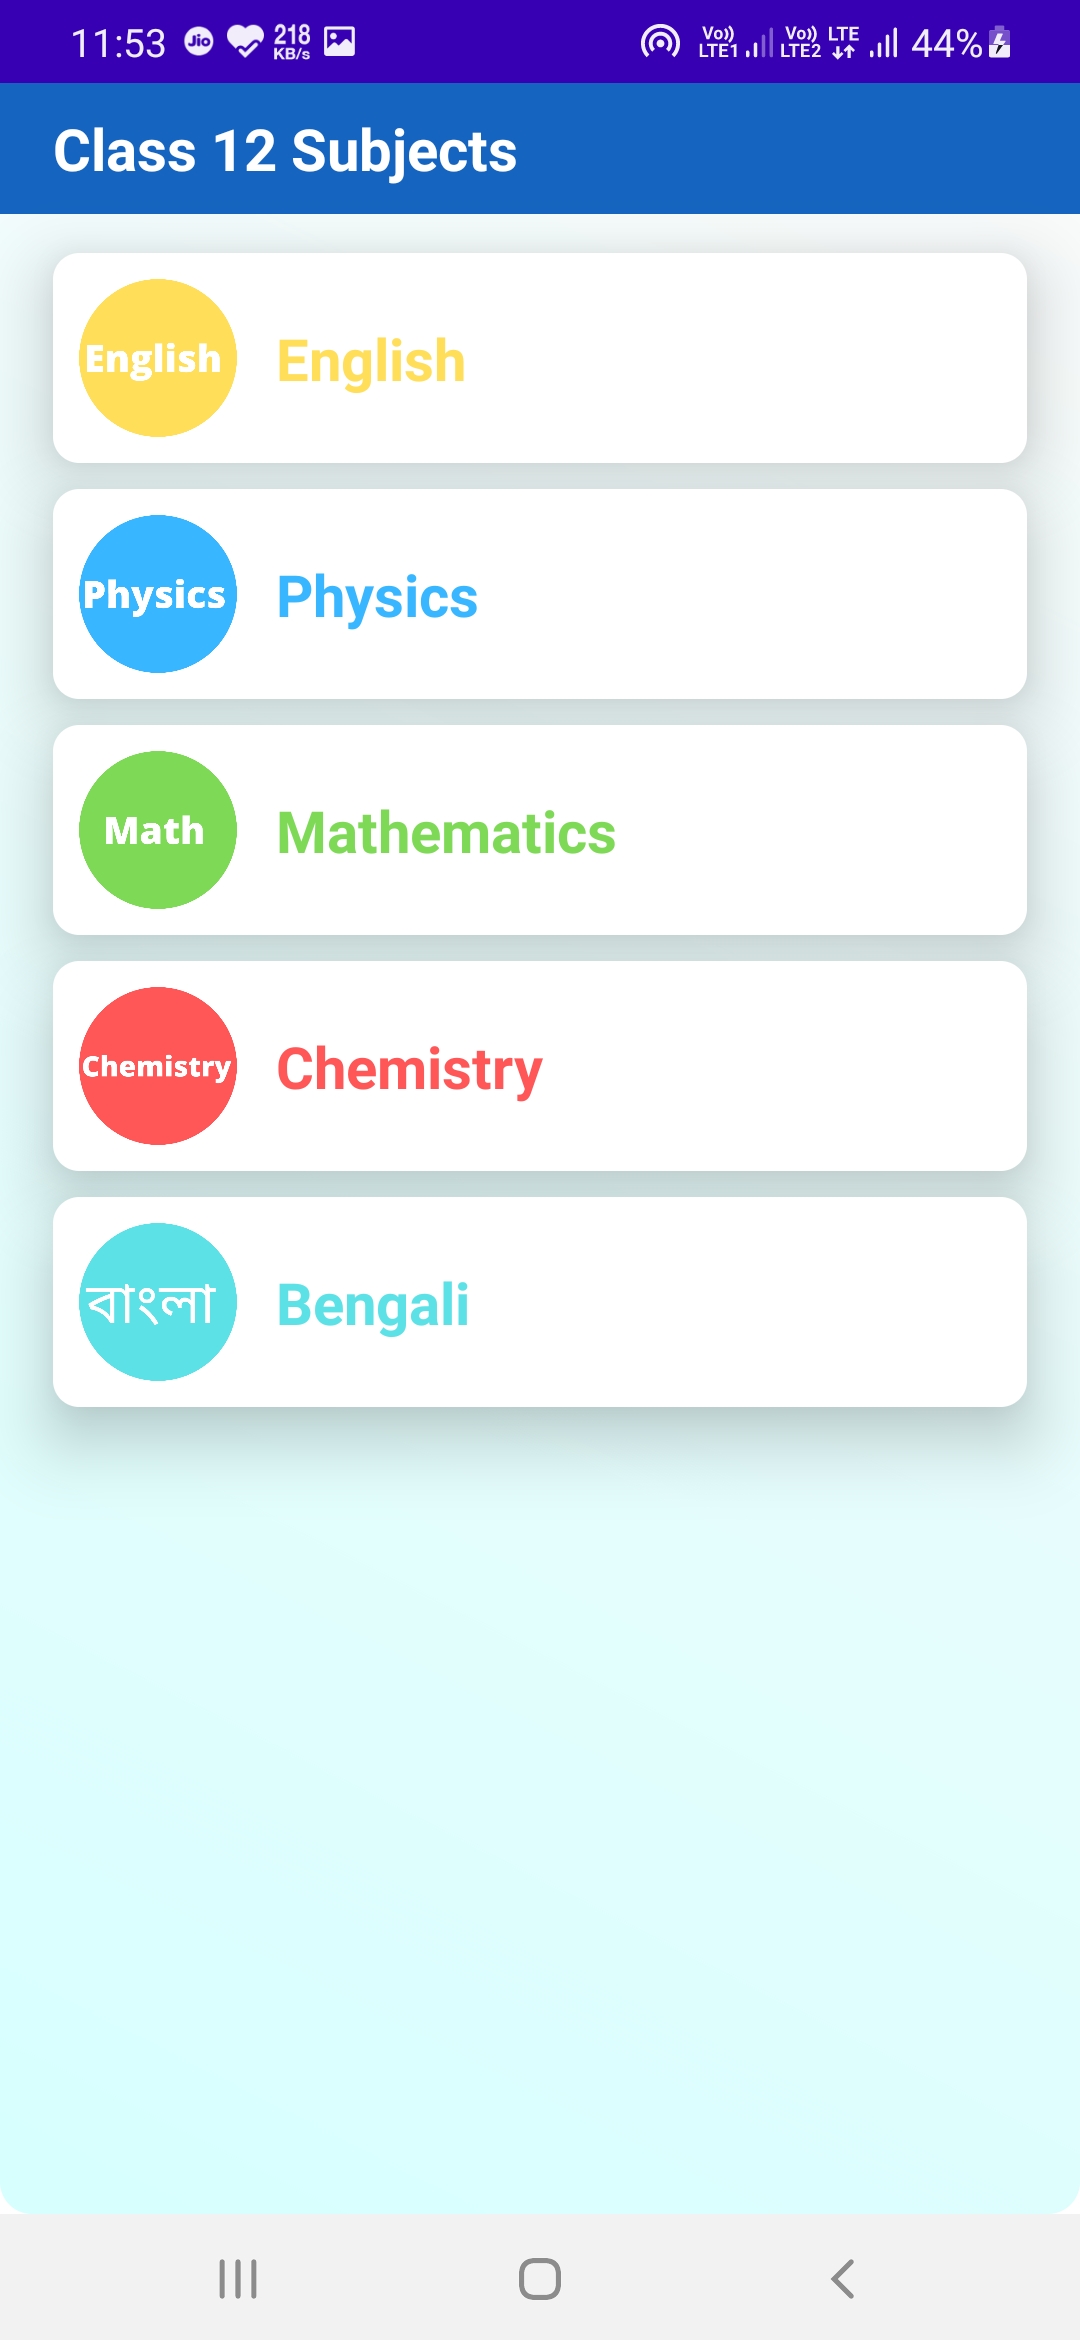 11:53 Jio 218 KB/s Vo)) LTE1 Vo)) LTE2 LTE 44%
Class 12 Subjects
English English
Physics Physics
Math Mathematics
Chemistry Chemistry
বাংলা Bengali